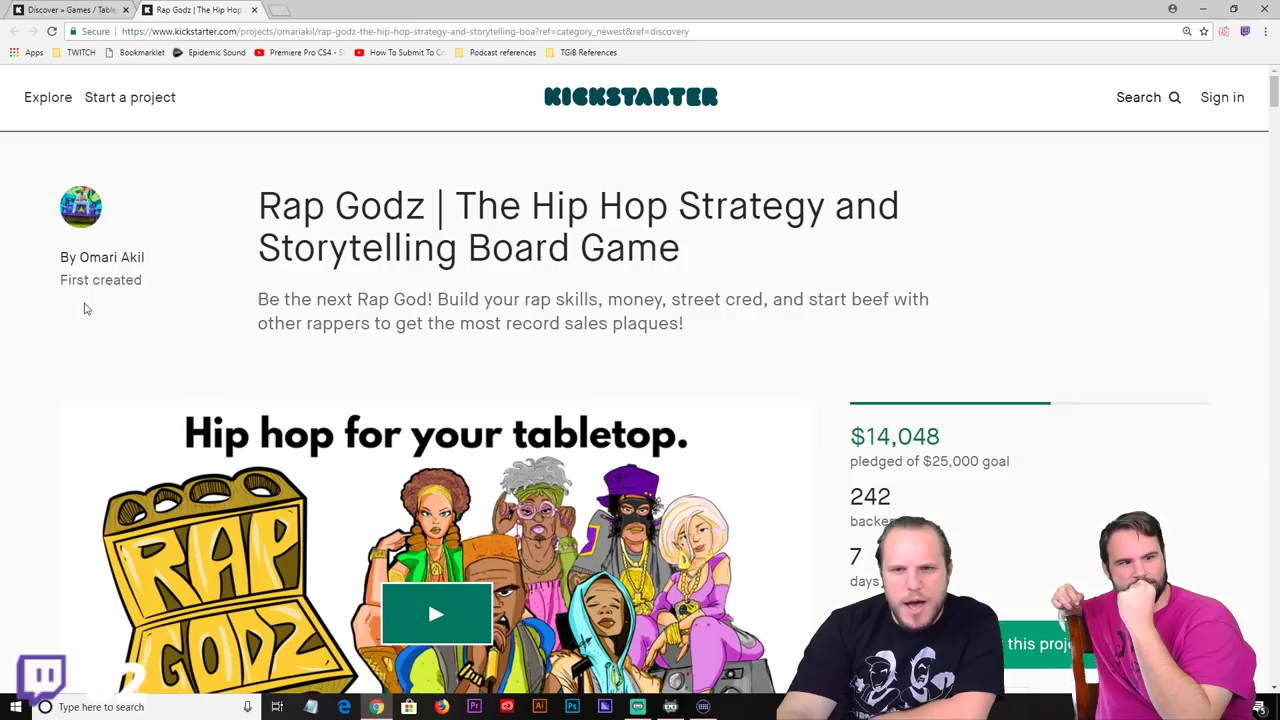 Discover » Games / Table
Rap Godz | The Hip Hop
Secure
https://www.kickstarter.com/projects/omariakil/rap-godz-the-hip-hop-strategy-and-storytelling-boa?ref=category_newest&ref=discovery
Apps
TWITCH
Bookmarklet
Epidemic Sound
Premiere Pro CS4 -
How To Submit To Ca
Podcast references
TGiB References
Explore
Start a project
KICKSTARTER
Search
Sign in
Rap Godz | The Hip Hop Strategy and
Storytelling Board Game
By Omari Akil
First created
Be the next Rap God! Build your rap skills, money, street cred, and start beef with
other rappers to get the most record sales plaques!
Hip hop for your tabletop.
$14,048
pledged of $25,000 goal
242
backe
7
days
RAP
GODZ
this proje
Type here to search